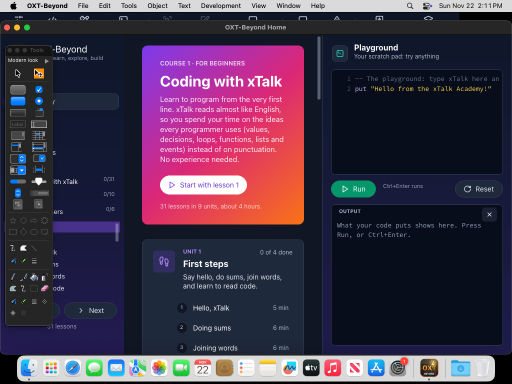 OXT-Beyond File Edit Tools Object Text Development View Window Help Sun Nov 22 2:11 PM
OXT-Beyond Home
Tools
Modern look
-Beyond
earn, explore, build
with xTalk 0/31
0/10
ers 0/6
ords
ode
Next
31 lessons
COURSE 1 · FOR BEGINNERS
Coding with xTalk
Learn to program from the very first
line. xTalk reads almost like English,
so you spend your time on the ideas
every programmer uses (values,
decisions, loops, functions, lists and
events) instead of on punctuation.
No experience needed.
Start with lesson 1
31 lessons in 9 units, about 4 hours.
UNIT 1 0 of 4 done
First steps
Say hello, do sums, join words,
and learn to read code.
1 Hello, xTalk 5 min
2 Doing sums 6 min
3 Joining words 6 min
Playground
Your scratch pad: try anything
1 -- The playground: type xTalk here an
2 put "Hello from the xTalk Academy!"
Run Ctrl+Enter runs Reset
OUTPUT
What your code puts shows here. Press
Run, or Ctrl+Enter.